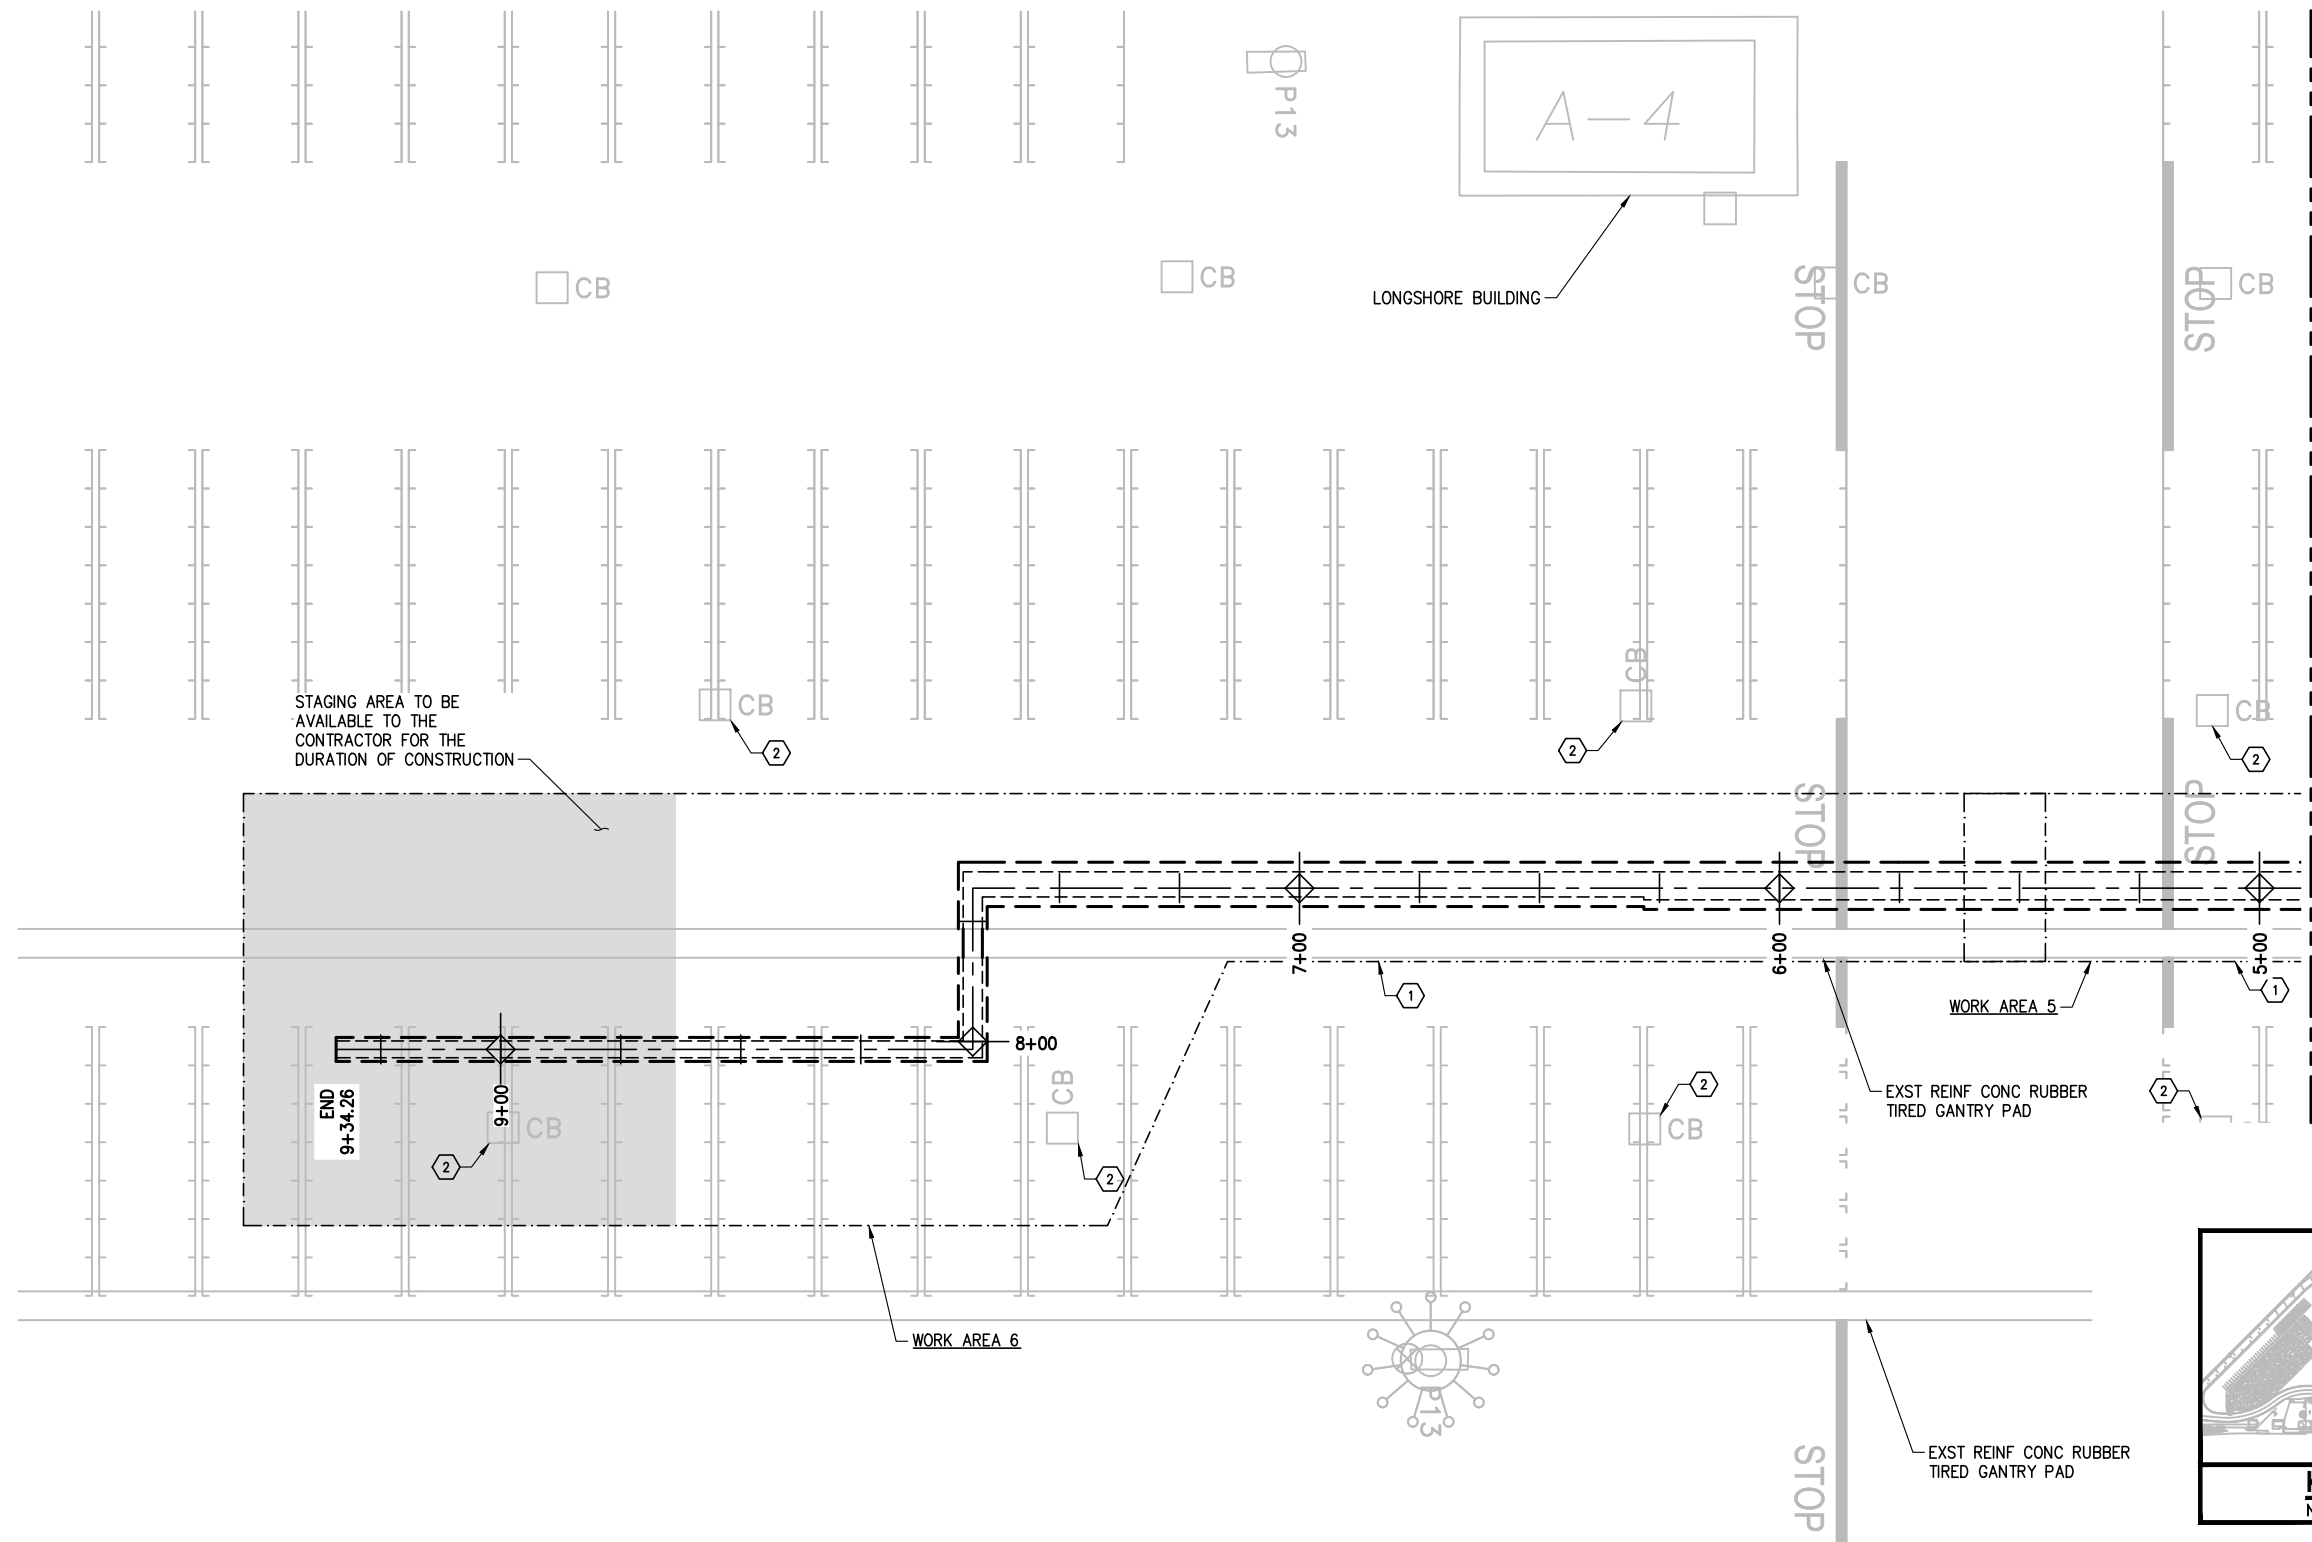 P13
A-4
LONGSHORE BUILDING
CB
CB
STOP
CB
STOP
CB
STAGING AREA TO BE
AVAILABLE TO THE
CONTRACTOR FOR THE
DURATION OF CONSTRUCTION
CB
2
CB
2
CB
2
STOP
STOP
7+00
6+00
5+00
1
1
WORK AREA 5
8+00
END
9+34.26
9+00
CB
2
CB
2
CB
2
2
EXST REINF CONC RUBBER
TIRED GANTRY PAD
WORK AREA 6
P13
EXST REINF CONC RUBBER
TIRED GANTRY PAD
STOP